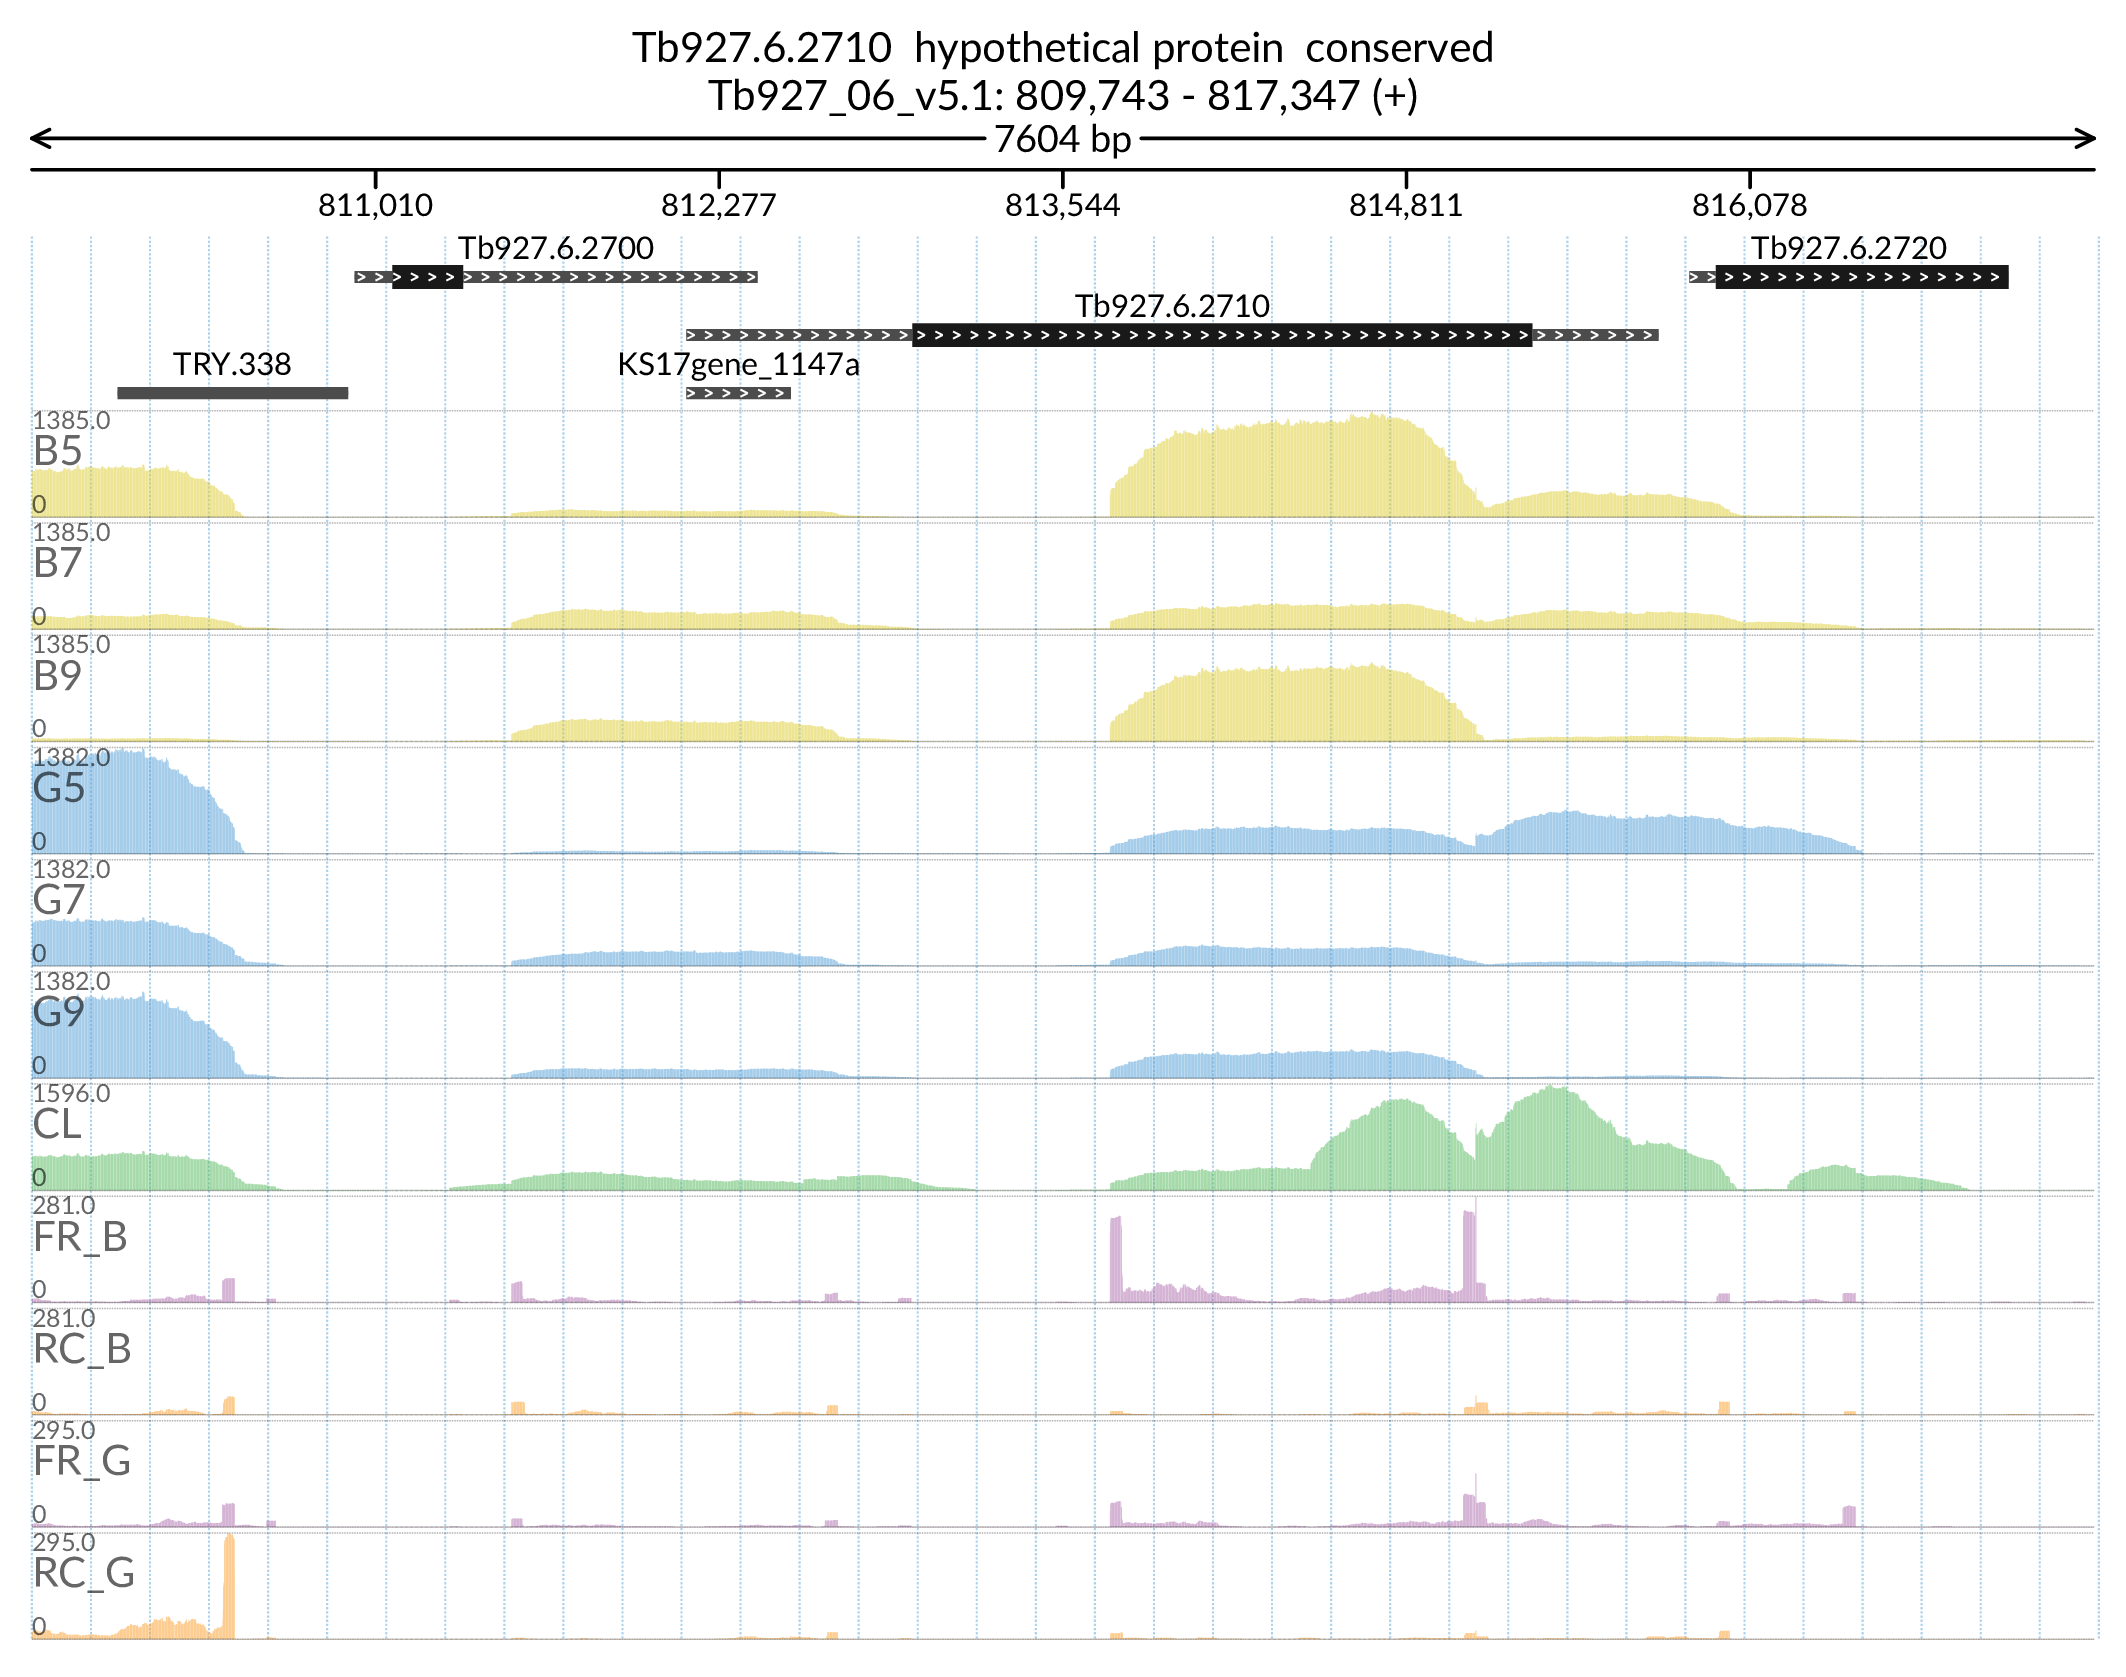 Tb927.6.2710 hypothetical protein conserved
Tb927_06_v5.1: 809,743 - 817,347 (+)
7604 bp
811,010 812,277 813,544 814,811 816,078
Tb927.6.2700 Tb927.6.2720
Tb927.6.2710
TRY.338 KS17gene_1147a
1385.0
B5
0
1385.0
B7
0
1385.0
B9
0
1382.0
G5
0
1382.0
G7
0
1382.0
G9
0
1596.0
CL
0
281.0
FR_B
0
281.0
RC_B
0
295.0
FR_G
0
295.0
RC_G
0